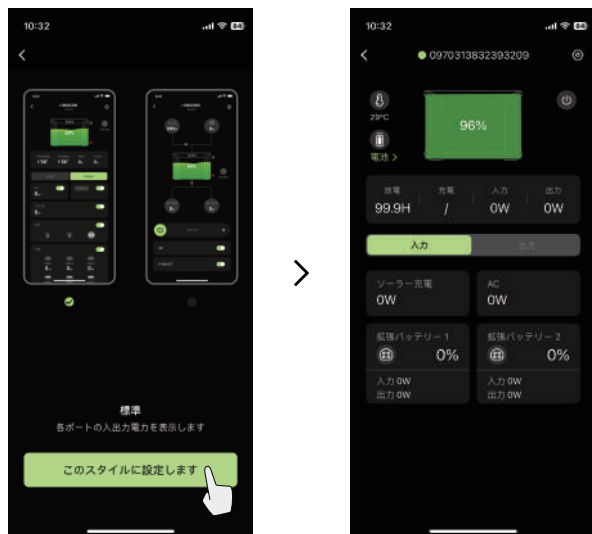 10:32
84
標準
各ポートの入出力電力を表示します
このスタイルに設定します
10:32
84
0970313832393209
29°C
電池 >
96%
放電 充電 入力 出力
99.9H / 0W 0W
入力 出力
ソーラー充電 AC
0W 0W
拡張バッテリー 1 拡張バッテリー 2
0% 0%
入力 0W 入力 0W
出力 0W 出力 0W